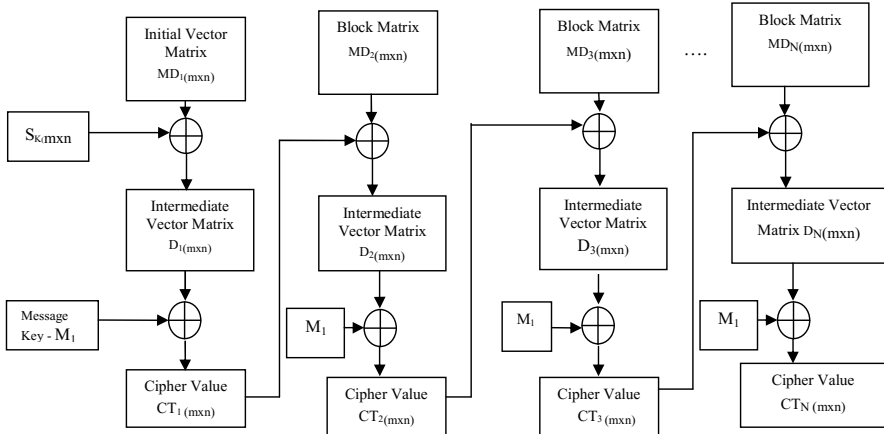 Initial Vector
Matrix
MD1(mxn)
Block Matrix
MD2(mxn)
Block Matrix
MD3(mxn)
....
Block Matrix
MDN(mxn)
SK(mxn
Intermediate
Vector Matrix
D1(mxn)
Intermediate
Vector Matrix
D2(mxn)
Intermediate
Vector Matrix
D3(mxn)
Intermediate Vector
Matrix DN(mxn)
Message
Key - M1
M1
M1
M1
Cipher Value
CT1(mxn)
Cipher Value
CT2(mxn)
Cipher Value
CT3(mxn)
Cipher Value
CTN(mxn)